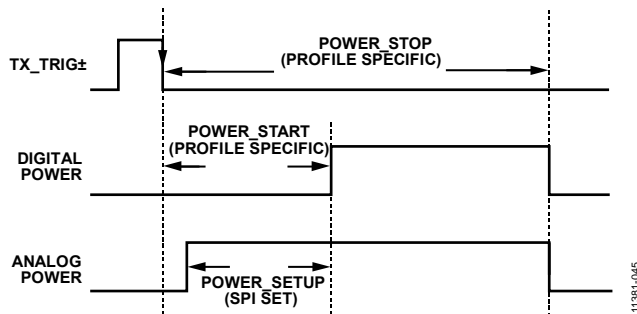 TX_TRIG±
POWER_STOP
(PROFILE SPECIFIC)
DIGITAL
POWER
POWER_START
(PROFILE SPECIFIC)
ANALOG
POWER
POWER_SETUP
(SPI SET)
11381-045